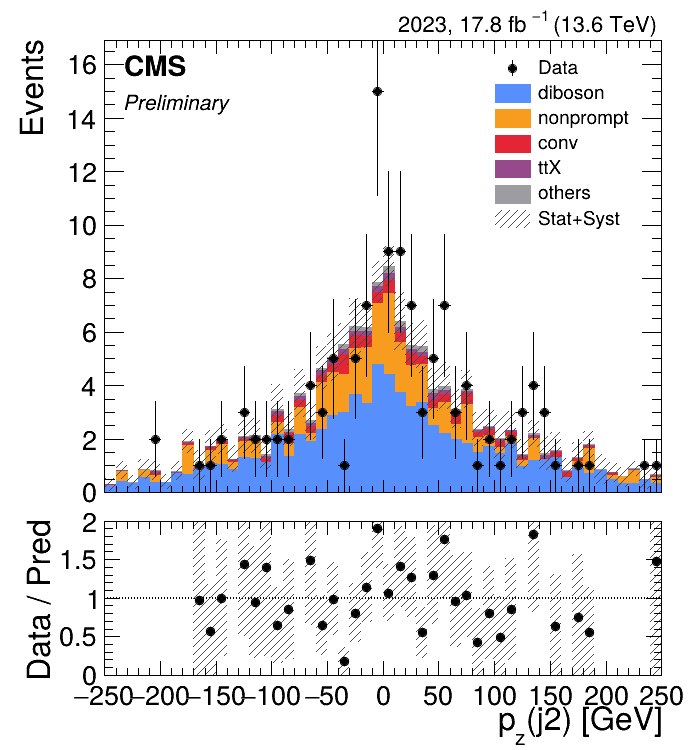 2023, 17.8 fb⁻¹ (13.6 TeV)
CMS
Preliminary
Events
16
14
12
10
8
6
4
2
0
Data
diboson
nonprompt
conv
ttX
others
Stat+Syst
Data / Pred
2
1.5
1
0.5
0
−250 −200 −150 −100 −50 0 50 100 150 200 250
p_z(j2) [GeV]